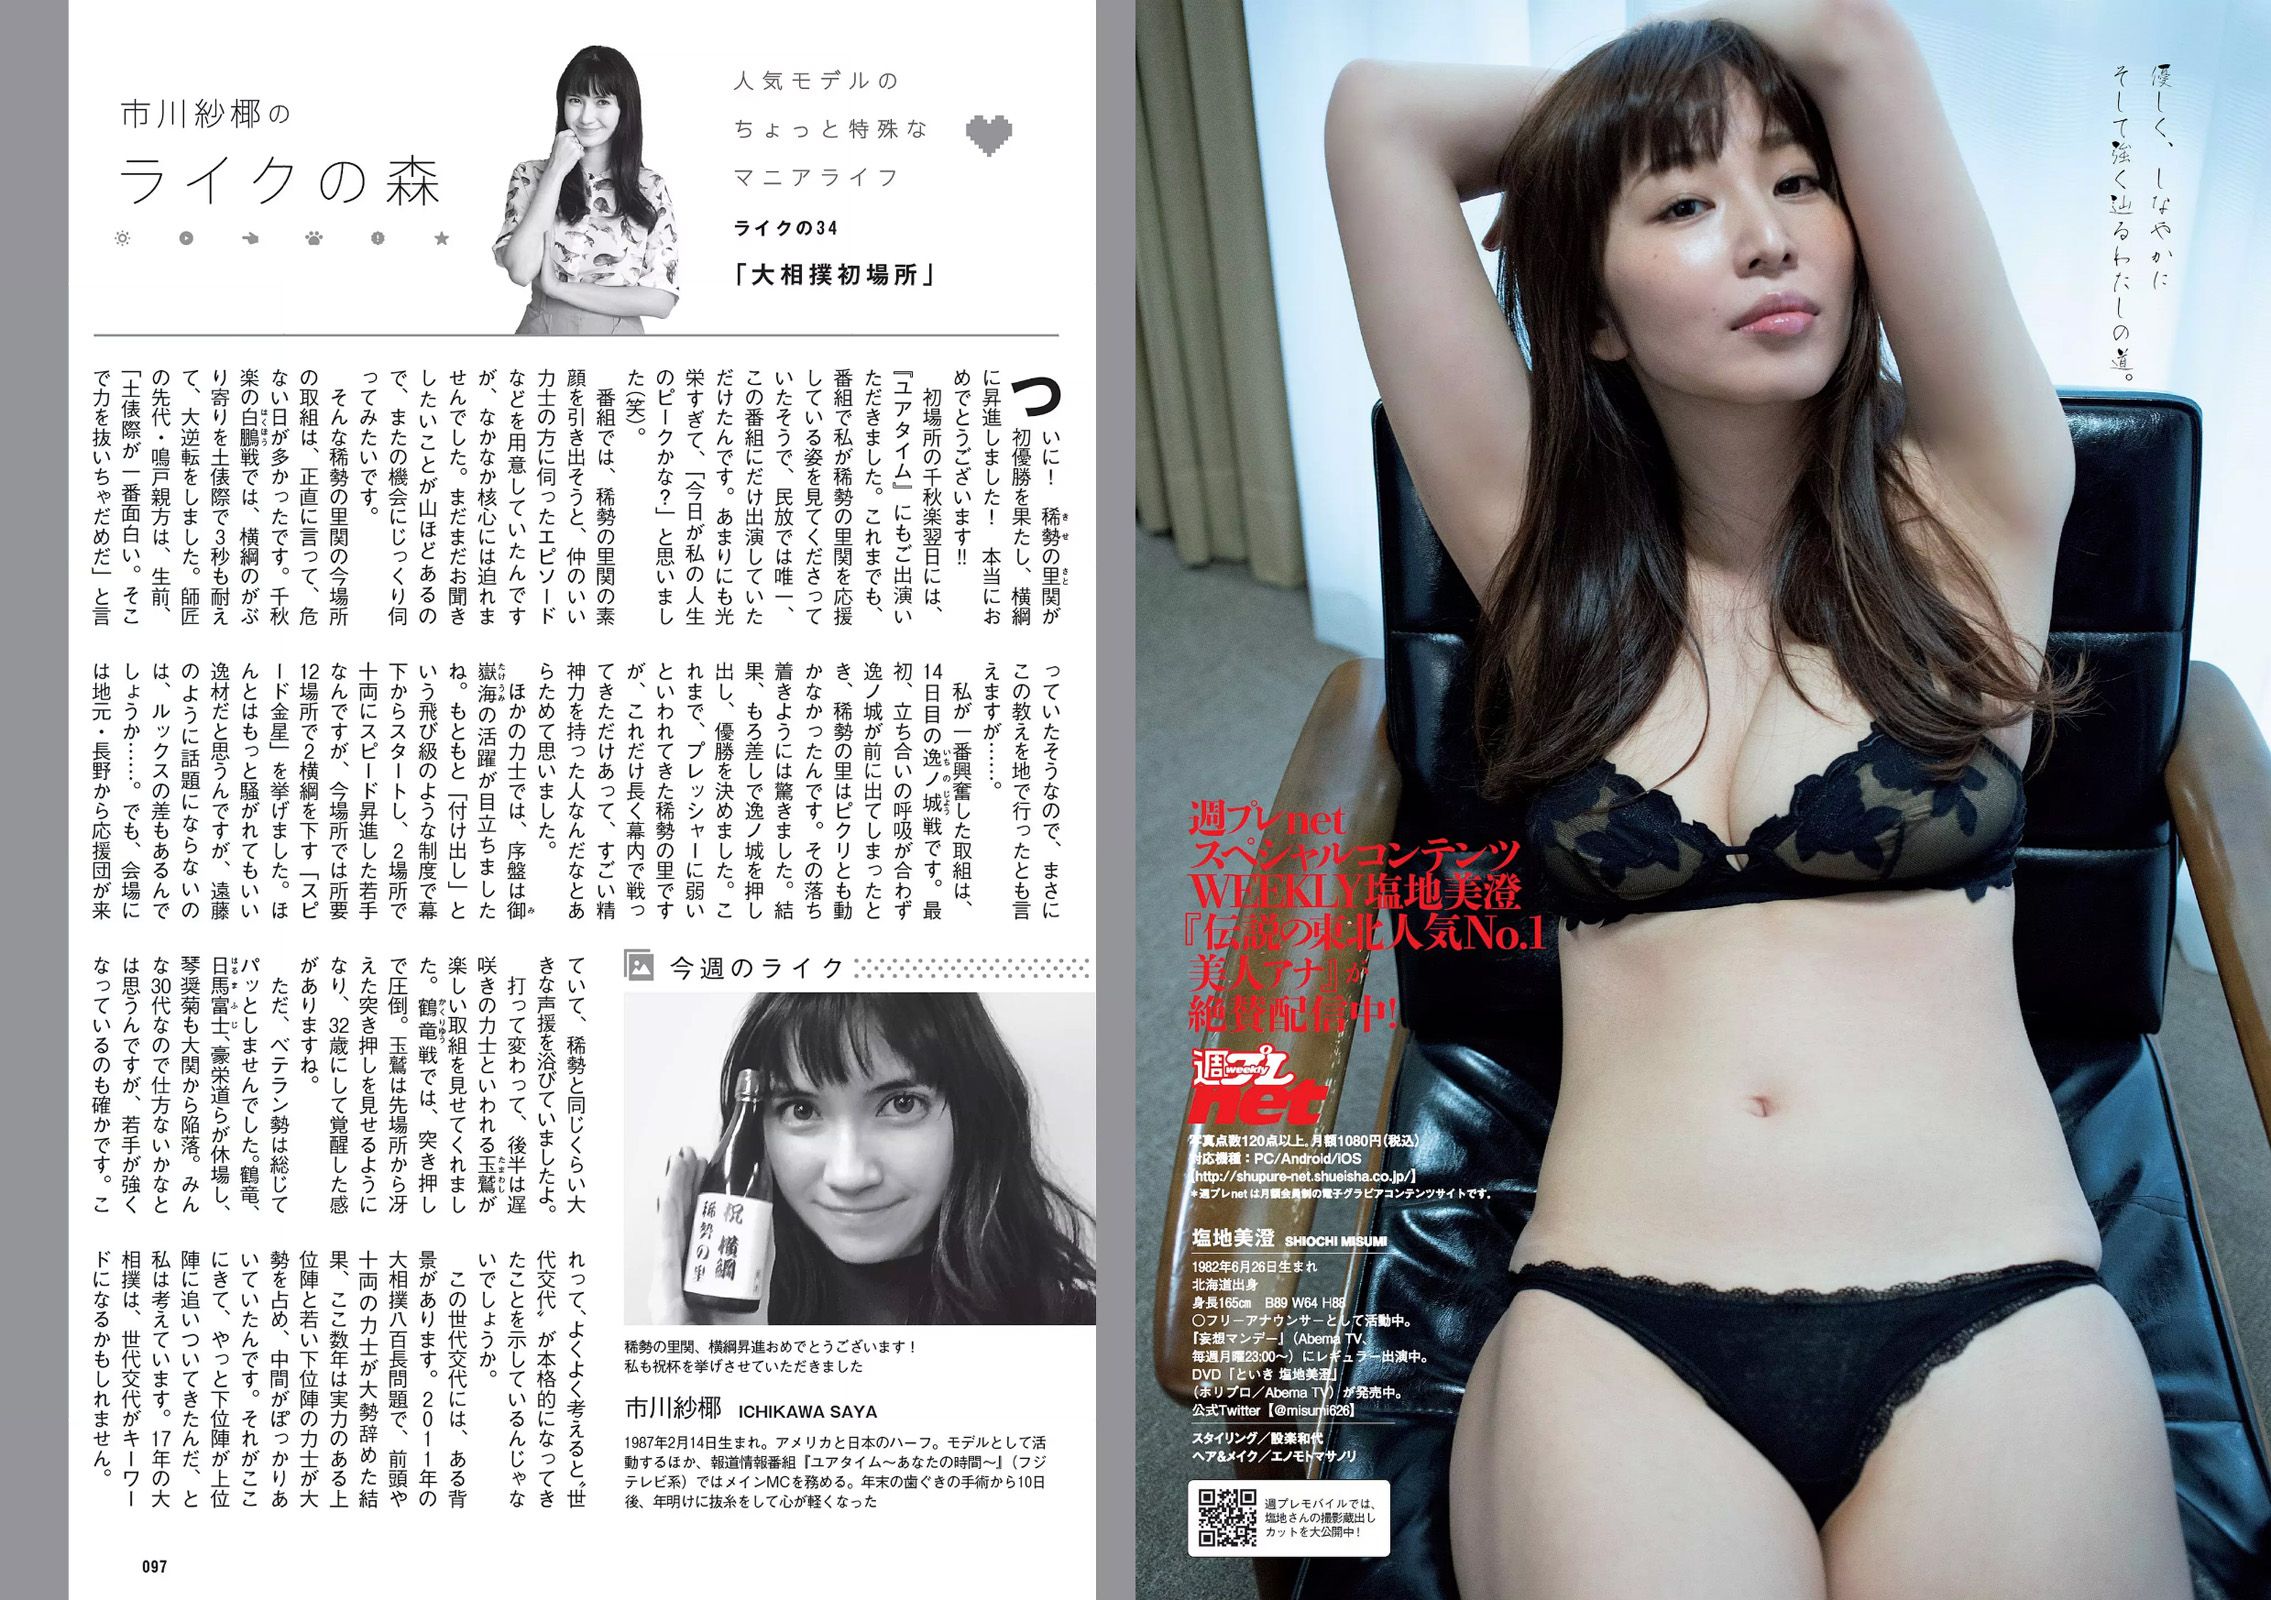 市川紗椰の
ライクの森
人気モデルの
ちょっと特殊な
マニアライフ
ライクの34
「大相撲初場所」
ついに！　稀勢の里関が
初優勝を果たし、横綱
に昇進しました！　本当にお
めでとうございます!!
　初場所の千秋楽翌日には、
『ユアタイム』にもご出演い
ただきました。これまでも、
番組で私が稀勢の里関を応援
している姿を見てくださって
いたそうで、民放では唯一、
この番組にだけ出演していた
だけたんです。あまりにも光
栄すぎて、「今日が私の人生
のピークかな？」と思いまし
た（笑）。
　番組では、稀勢の里関の素
顔を引き出そうと、仲のいい
力士の方に伺ったエピソード
などを用意していたんです
が、なかなか核心には迫れま
せんでした。まだまだお聞き
したいことが山ほどあるの
で、またの機会にじっくり伺
ってみたいです。
　そんな稀勢の里関の今場所
の取組は、正直に言って、危
ない日が多かったです。千秋
楽の白鵬戦では、横綱のがぶ
り寄りを土俵際で3秒も耐え
て、大逆転をしました。師匠
の先代・鳴戸親方は、生前、
「土俵際が一番面白い。そこ
で力を抜いちゃだめだ」と言
っていたそうなので、まさに
この教えを地で行ったとも言
えますが……。
　私が一番興奮した取組は、
14日目の逸ノ城戦です。最
初、立ち合いの呼吸が合わず
逸ノ城が前に出てしまったと
き、稀勢の里はピクリとも動
かなかったんです。その落ち
着きようには驚きました。結
果、もろ差しで逸ノ城を押し
出し、優勝を決めました。こ
れまで、プレッシャーに弱い
といわれてきた稀勢の里です
が、これだけ長く幕内で戦っ
てきただけあって、すごい精
神力を持った人なんだなとあ
らためて思いました。
　ほかの力士では、序盤は御
嶽海の活躍が目立ちました
ね。もともと「付け出し」と
いう飛び級のような制度で幕
下からスタートし、2場所で
十両にスピード昇進した若手
なんですが、今場所では所要
12場所で2横綱を下す「スピ
ード金星」を挙げました。ほ
んとはもっと騒がれてもいい
逸材だと思うんですが、遠藤
のように話題にならないの
は、ルックスの差もあるんで
しょうか……。でも、会場に
は地元・長野から応援団が来
ていて、稀勢と同じくらい大
きな声援を浴びていましたよ。
　打って変わって、後半は遅
咲きの力士といわれる玉鷲が
楽しい取組を見せてくれまし
た。鶴竜戦では、突き押し
で圧倒。玉鷲は先場所から冴
えた突き押しを見せるように
なり、32歳にして覚醒した感
がありますね。
　ただ、ベテラン勢は総じて
パッとしませんでした。鶴竜、
日馬富士、豪栄道らが休場し、
琴奨菊も大関から陥落。みん
な30代なので仕方ないかなと
は思うんですが、若手が強く
なっているのも確かです。こ
れって、よくよく考えると〝世
代交代〟が本格的になってき
たことを示しているんじゃな
いでしょうか。
　この世代交代には、ある背
景があります。2011年の
大相撲八百長問題で、前頭や
十両の力士が大勢辞めた結
果、ここ数年は実力のある上
位陣と若い下位陣の力士が大
勢を占め、中間がぽっかりあ
いていたんです。それがここ
にきて、やっと下位陣が上位
陣に追いついてきたんだ、と
私は考えています。17年の大
相撲は、世代交代がキーワー
ドになるかもしれません。
今週のライク
祝 横綱
稀勢の里
稀勢の里関、横綱昇進おめでとうございます！
私も祝杯を挙げさせていただきました
市川紗椰 ICHIKAWA SAYA
1987年2月14日生まれ。アメリカと日本のハーフ。モデルとして活
動するほか、報道情報番組『ユアタイム〜あなたの時間〜』（フジ
テレビ系）ではメインMCを務める。年末の歯ぐきの手術から10日
後、年明けに抜糸をして心が軽くなった
097
優しく、しなやかに
そして強く辿るわたしの道。
週プレnet
スペシャルコンテンツ
WEEKLY塩地美澄
『伝説の東北人気No.1
美人アナ』が
絶賛配信中！
週プレ
weekly
net
写真点数120点以上。月額1080円（税込）
対応機種：PC/Android/iOS
【http://shupure-net.shueisha.co.jp/】
＊週プレnetは月額会員制の電子グラビアコンテンツサイトです。
塩地美澄 SHIOCHI MISUMI
1982年6月26日生まれ
北海道出身
身長165㎝　B89 W64 H88
〇フリーアナウンサーとして活動中。
『妄想マンデー』（Abema TV、
毎週月曜23:00〜）にレギュラー出演中。
DVD『といき 塩地美澄』
（ホリプロ／Abema TV）が発売中。
公式Twitter【@misumi626】
スタイリング／設楽和代
ヘア&メイク／エノモトマサノリ
週プレモバイルでは、
塩地さんの撮影蔵出し
カットを大公開中！